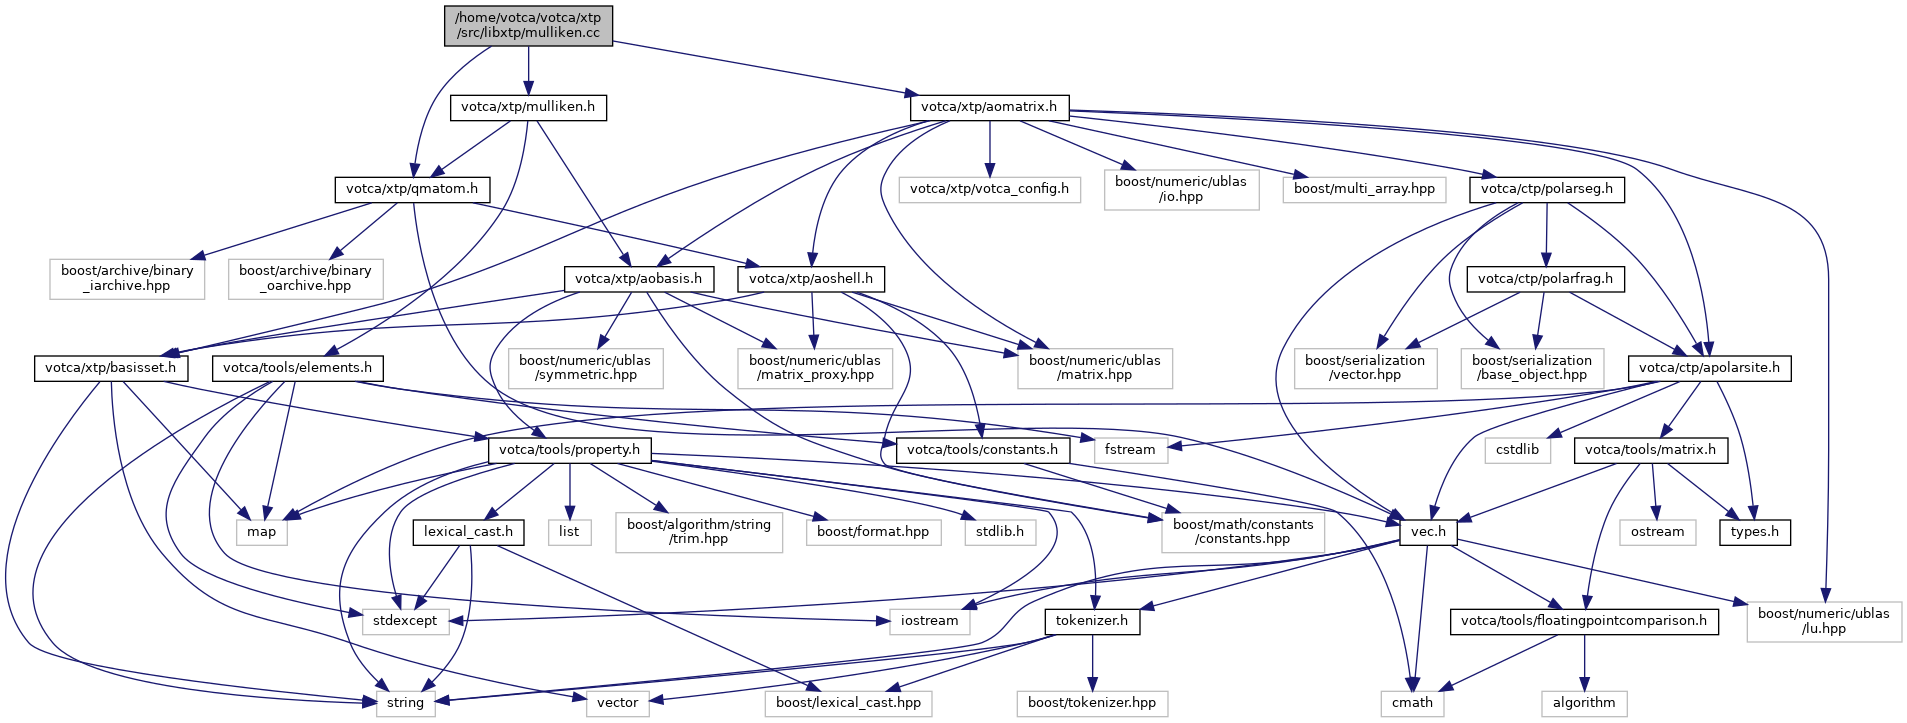 /home/votca/votca/xtp
/src/libxtp/mulliken.cc
votca/xtp/mulliken.h
votca/xtp/aomatrix.h
votca/xtp/qmatom.h
votca/xtp/votca_config.h
boost/numeric/ublas
/io.hpp
boost/multi_array.hpp
votca/ctp/polarseg.h
boost/archive/binary
_iarchive.hpp
boost/archive/binary
_oarchive.hpp
votca/xtp/aobasis.h
votca/xtp/aoshell.h
votca/ctp/polarfrag.h
votca/xtp/basisset.h
votca/tools/elements.h
boost/numeric/ublas
/symmetric.hpp
boost/numeric/ublas
/matrix_proxy.hpp
boost/numeric/ublas
/matrix.hpp
boost/serialization
/vector.hpp
boost/serialization
/base_object.hpp
votca/ctp/apolarsite.h
votca/tools/property.h
votca/tools/constants.h
fstream
cstdlib
votca/tools/matrix.h
map
lexical_cast.h
list
boost/algorithm/string
/trim.hpp
boost/format.hpp
stdlib.h
boost/math/constants
/constants.hpp
vec.h
ostream
types.h
stdexcept
iostream
tokenizer.h
votca/tools/floatingpointcomparison.h
boost/numeric/ublas
/lu.hpp
string
vector
boost/lexical_cast.hpp
boost/tokenizer.hpp
cmath
algorithm